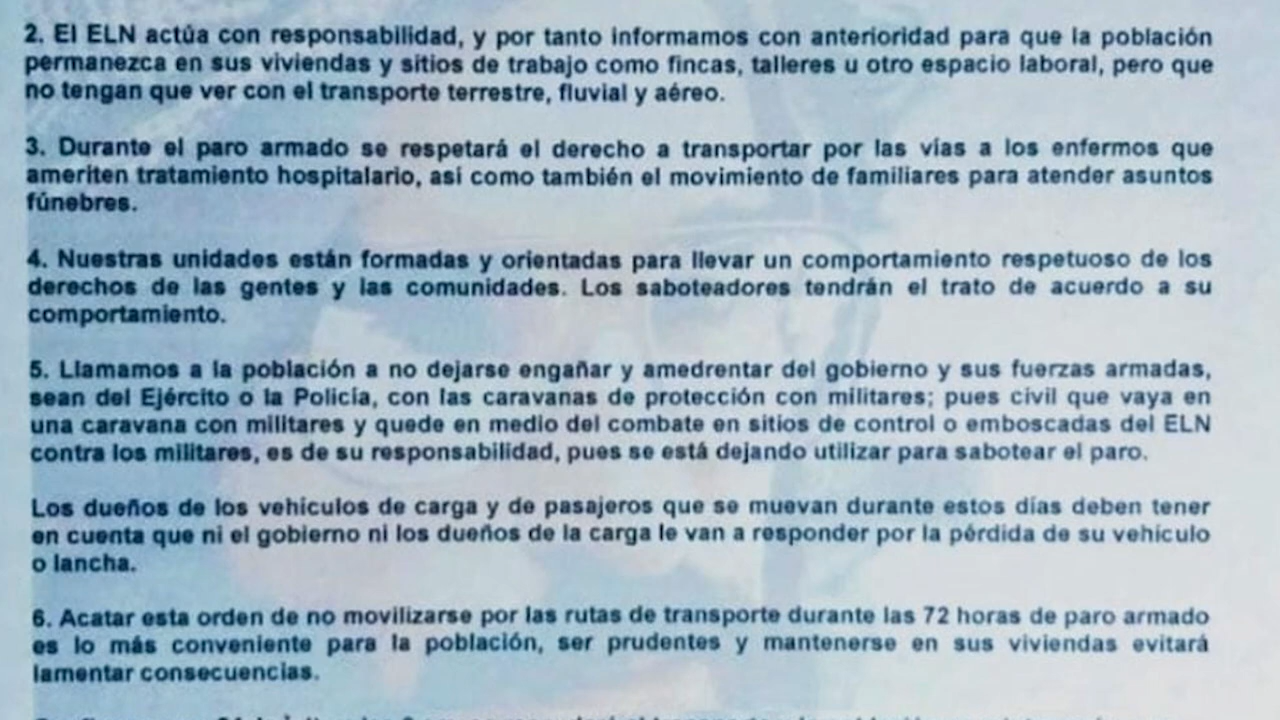 2. El ELN actúa con responsabilidad, y por tanto informamos con anterioridad para que la población
permanezca en sus viviendas y sitios de trabajo como fincas, talleres u otro espacio laboral, pero que
no tengan que ver con el transporte terrestre, fluvial y aéreo.
3. Durante el paro armado se respetará el derecho a transportar por las vías a los enfermos que
ameriten tratamiento hospitalario, así como también el movimiento de familiares para atender asuntos
fúnebres.
4. Nuestras unidades están formadas y orientadas para llevar un comportamiento respetuoso de los
derechos de las gentes y las comunidades. Los saboteadores tendrán el trato de acuerdo a su
comportamiento.
5. Llamamos a la población a no dejarse engañar y amedrentar del gobierno y sus fuerzas armadas,
sean del Ejército o la Policía, con las caravanas de protección con militares; pues civil que vaya en
una caravana con militares y quede en medio del combate en sitios de control o emboscadas del ELN
contra los militares, es de su responsabilidad, pues se está dejando utilizar para sabotear el paro.
Los dueños de los vehículos de carga y de pasajeros que se muevan durante estos días deben tener
en cuenta que ni el gobierno ni los dueños de la carga le van a responder por la pérdida de su vehículo
o lancha.
6. Acatar esta orden de no movilizarse por las rutas de transporte durante las 72 horas de paro armado
es lo más conveniente para la población, ser prudentes y mantenerse en sus viviendas evitará
lamentar consecuencias.